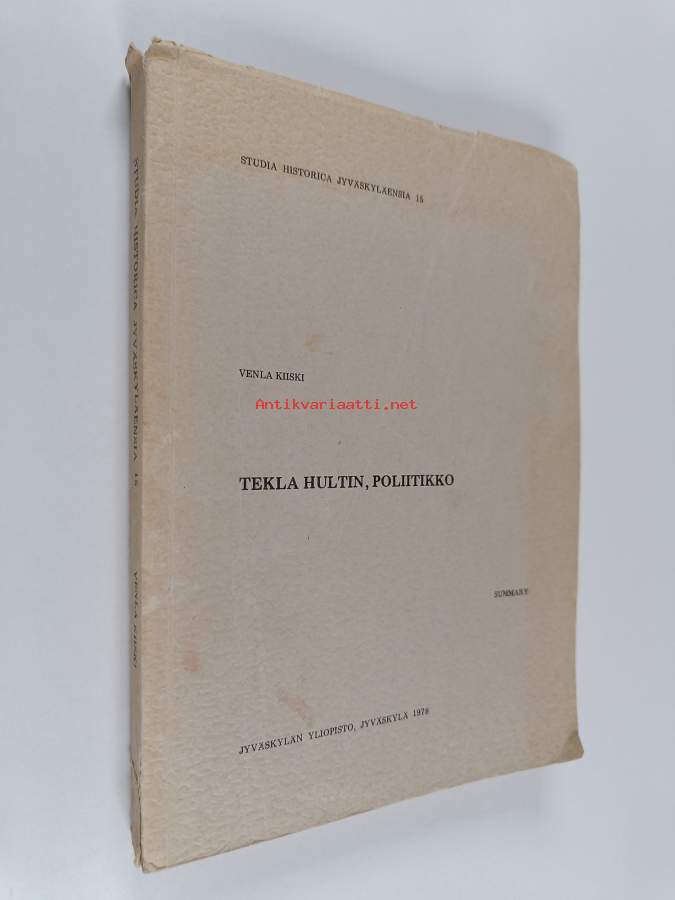 STUDIA HISTORICA JYVÄSKYLÄENSIA 15
VENLA KIISKI
Antikvariaatti.net
TEKLA HULTIN, POLIITIKKO
SUMMARY
JYVÄSKYLÄN YLIOPISTO, JYVÄSKYLÄ 1978
STUDIA HISTORICA JYVÄSKYLÄENSIA 15
VENLA KIISKI